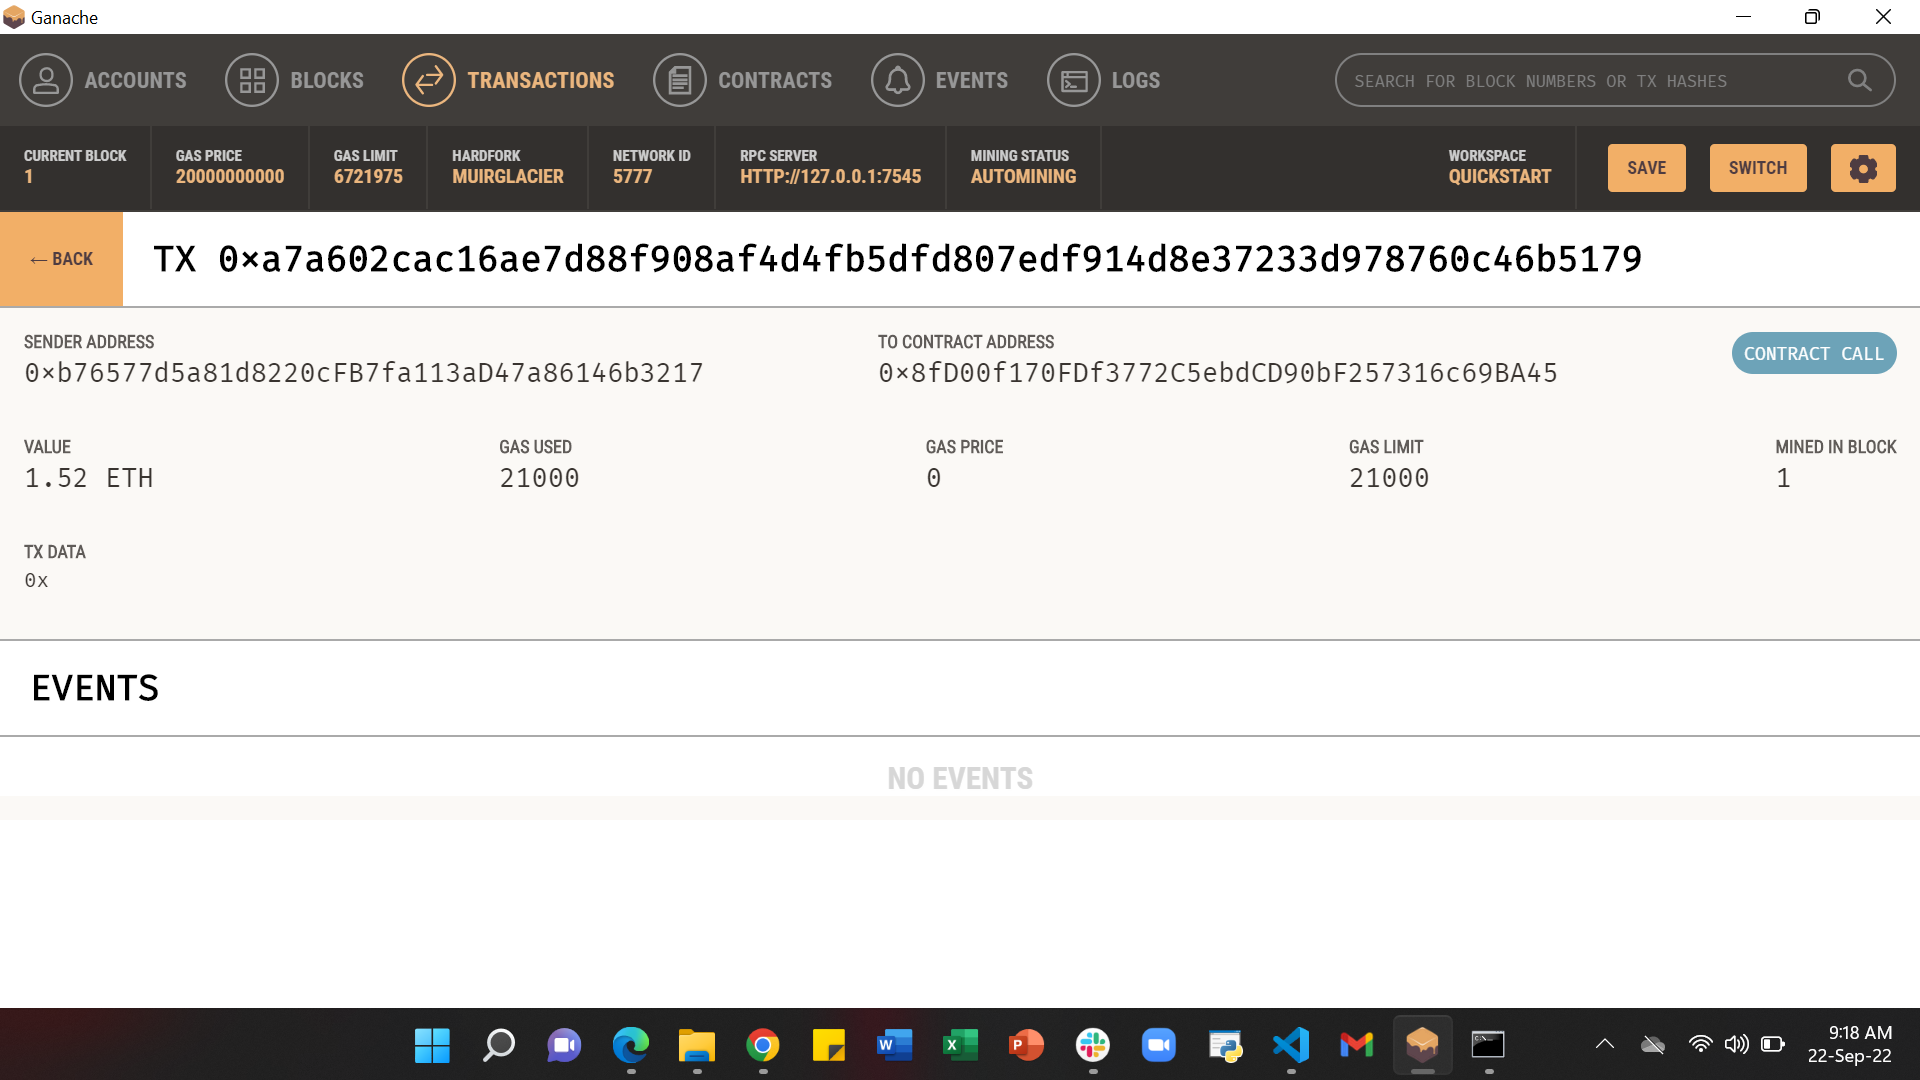 Ganache
ACCOUNTS BLOCKS TRANSACTIONS CONTRACTS EVENTS LOGS SEARCH FOR BLOCK NUMBERS OR TX HASHES
CURRENT BLOCK GAS PRICE GAS LIMIT HARDFORK NETWORK ID RPC SERVER MINING STATUS WORKSPACE
1 20000000000 6721975 MUIRGLACIER 5777 HTTP://127.0.0.1:7545 AUTOMINING QUICKSTART SAVE SWITCH
← BACK TX 0×a7a602cac16ae7d88f908af4d4fb5dfd807edf914d8e37233d978760c46b5179
SENDER ADDRESS TO CONTRACT ADDRESS
0×b76577d5a81d8220cFB7fa113aD47a86146b3217 0×8fD00f170FDf3772C5ebdCD90bF257316c69BA45 CONTRACT CALL
VALUE GAS USED GAS PRICE GAS LIMIT MINED IN BLOCK
1.52 ETH 21000 0 21000 1
TX DATA
0x
EVENTS
NO EVENTS
9:18 AM
22-Sep-22